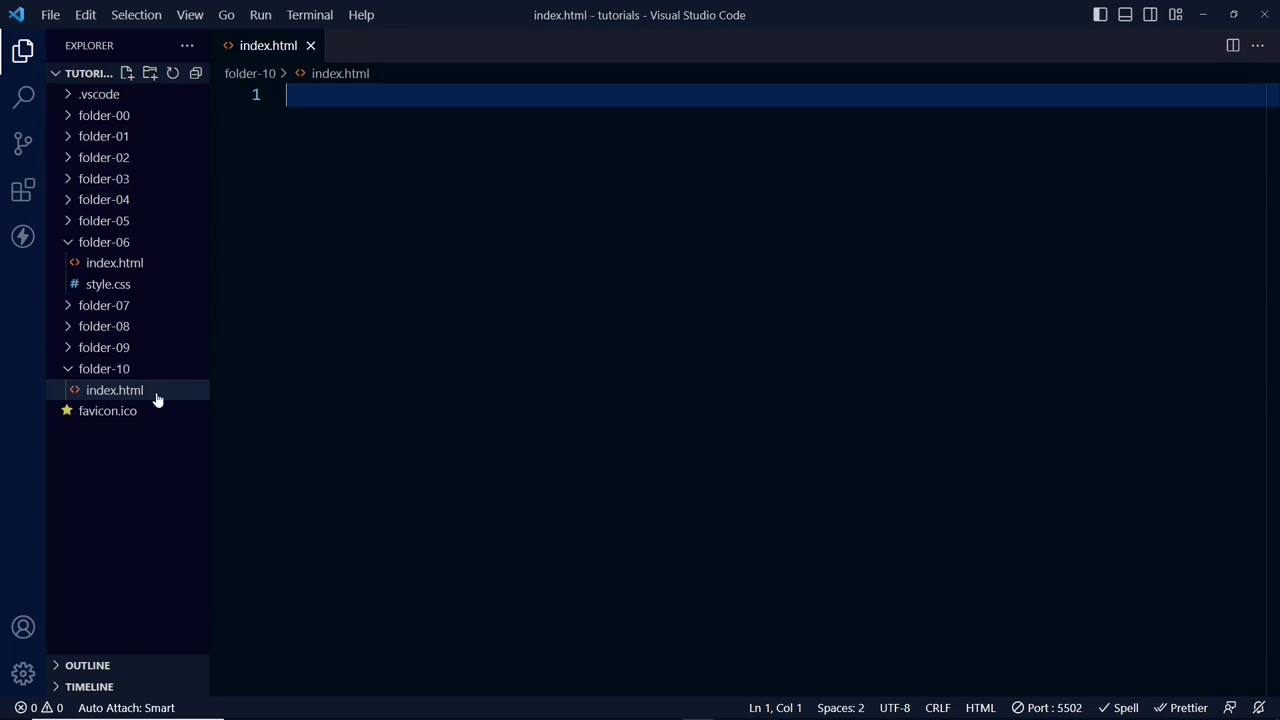 File Edit Selection View Go Run Terminal Help
index.html - tutorials - Visual Studio Code
EXPLORER
index.html
TUTORI...
folder-10 index.html
1
.vscode
folder-00
folder-01
folder-02
folder-03
folder-04
folder-05
folder-06
index.html
# style.css
folder-07
folder-08
folder-09
folder-10
index.html
favicon.ico
OUTLINE
TIMELINE
0 0 Auto Attach: Smart Ln 1, Col 1 Spaces: 2 UTF-8 CRLF HTML Port : 5502 Spell Prettier